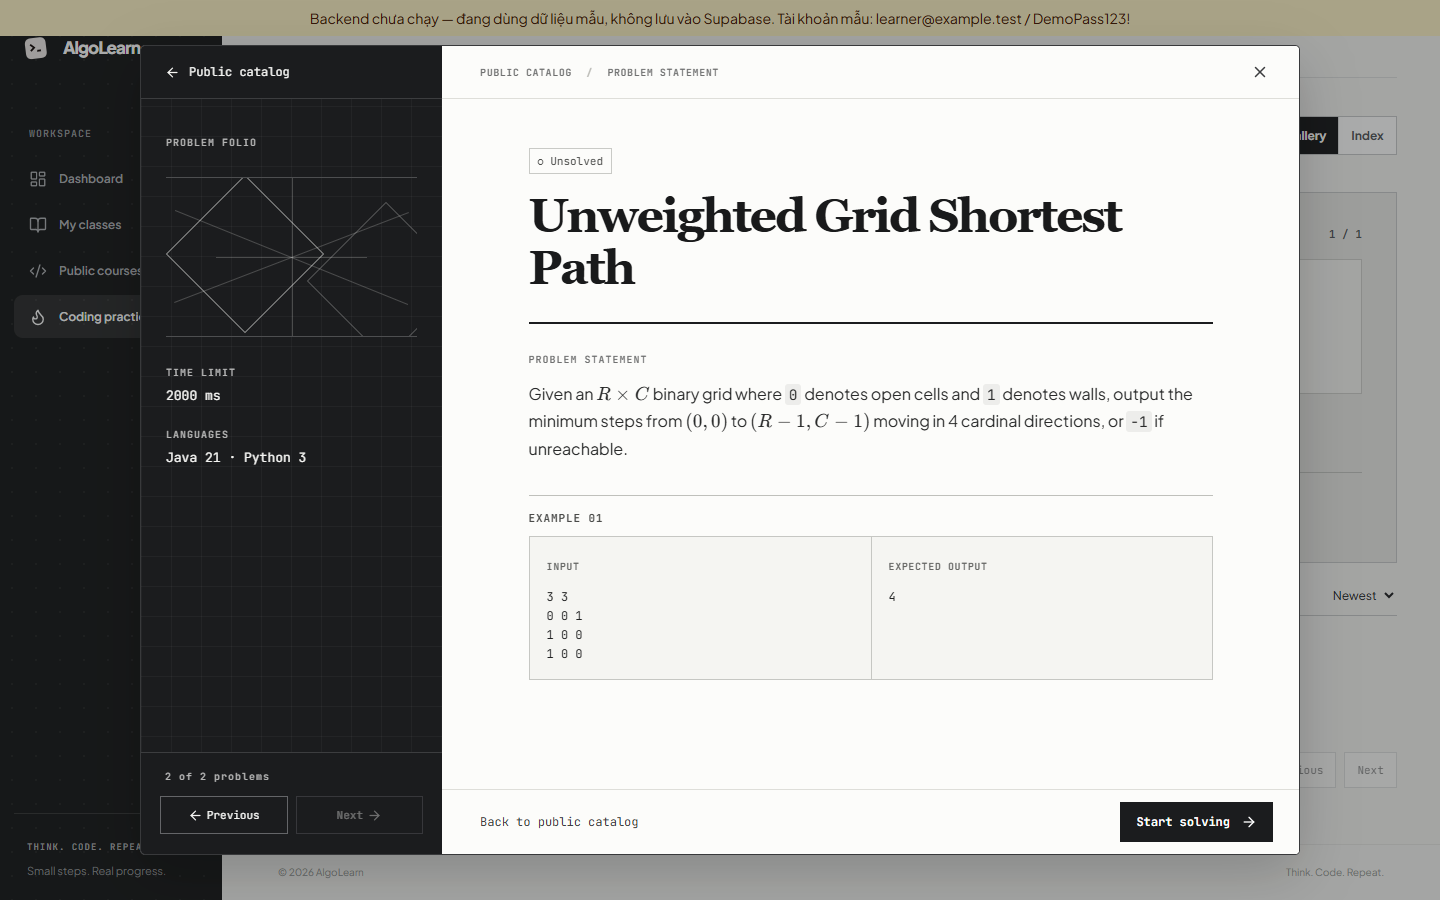 Backend chưa chạy — đang dùng dữ liệu mẫu, không lưu vào Supabase. Tài khoản mẫu: learner@example.test / DemoPass123!
AlgoLearn
WORKSPACE
Dashboard
My classes
Public courses
Coding practi
THINK. CODE. REPEA
Small steps. Real progress.
← Public catalog
PROBLEM FOLIO
TIME LIMIT
2000 ms
LANGUAGES
Java 21 · Python 3
2 of 2 problems
← Previous
Next →
PUBLIC CATALOG / PROBLEM STATEMENT
○ Unsolved
Unweighted Grid Shortest
Path
PROBLEM STATEMENT
Given an R × C binary grid where 0 denotes open cells and 1 denotes walls, output the
minimum steps from (0, 0) to (R − 1, C − 1) moving in 4 cardinal directions, or -1 if
unreachable.
EXAMPLE 01
INPUT
3 3
0 0 1
1 0 0
1 0 0
EXPECTED OUTPUT
4
Back to public catalog
Start solving →
llery
Index
1 / 1
Newest
ious
Next
© 2026 AlgoLearn
Think. Code. Repeat.